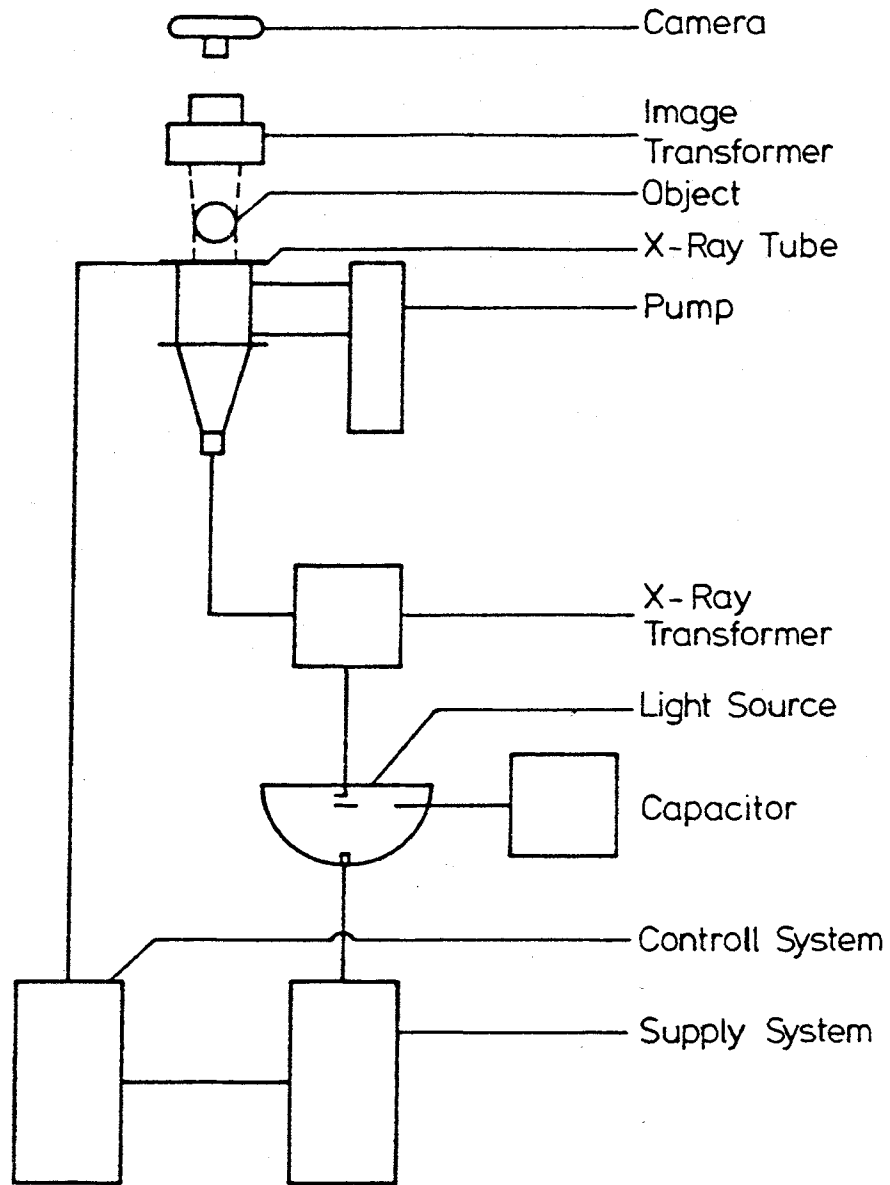 Camera
Image
Transformer
Object
X-Ray Tube
Pump
X-Ray
Transformer
Light Source
Capacitor
Controll System
Supply System